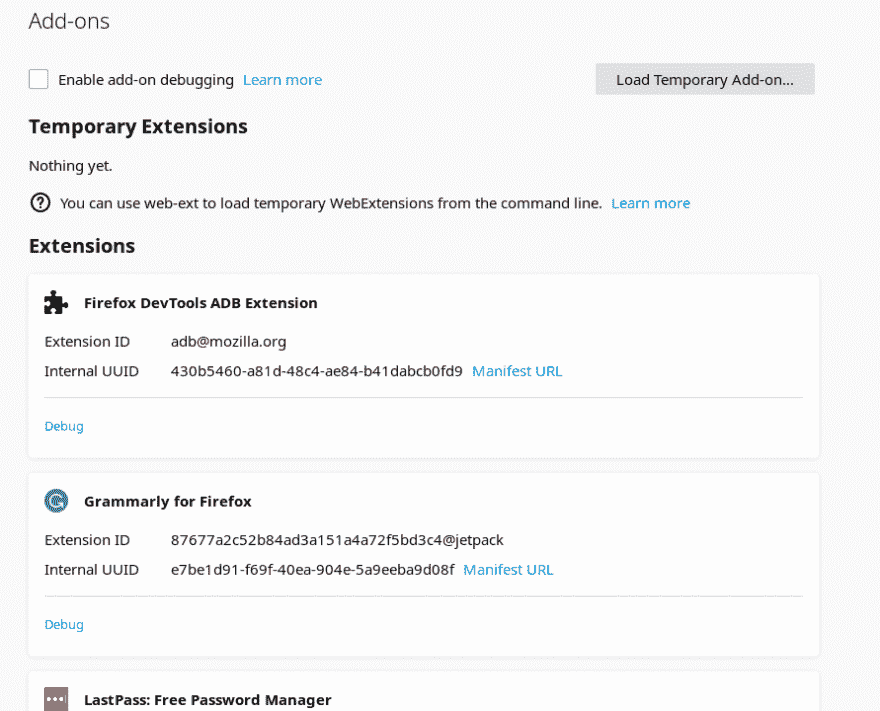 Add-ons
Enable add-on debugging Learn more
Load Temporary Add-on...
Temporary Extensions
Nothing yet.
You can use web-ext to load temporary WebExtensions from the command line. Learn more
Extensions
Firefox DevTools ADB Extension
Extension ID adb@mozilla.org
Internal UUID 430b5460-a81d-48c4-ae84-b41dabcb0fd9 Manifest URL
Debug
Grammarly for Firefox
Extension ID 87677a2c52b84ad3a151a4a72f5bd3c4@jetpack
Internal UUID e7be1d91-f69f-40ea-904e-5a9eeba9d08f Manifest URL
Debug
LastPass: Free Password Manager